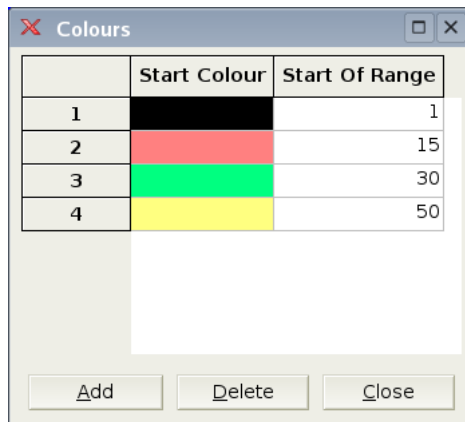 Colours
Start Colour Start Of Range
1 1
2 15
3 30
4 50
Add Delete Close